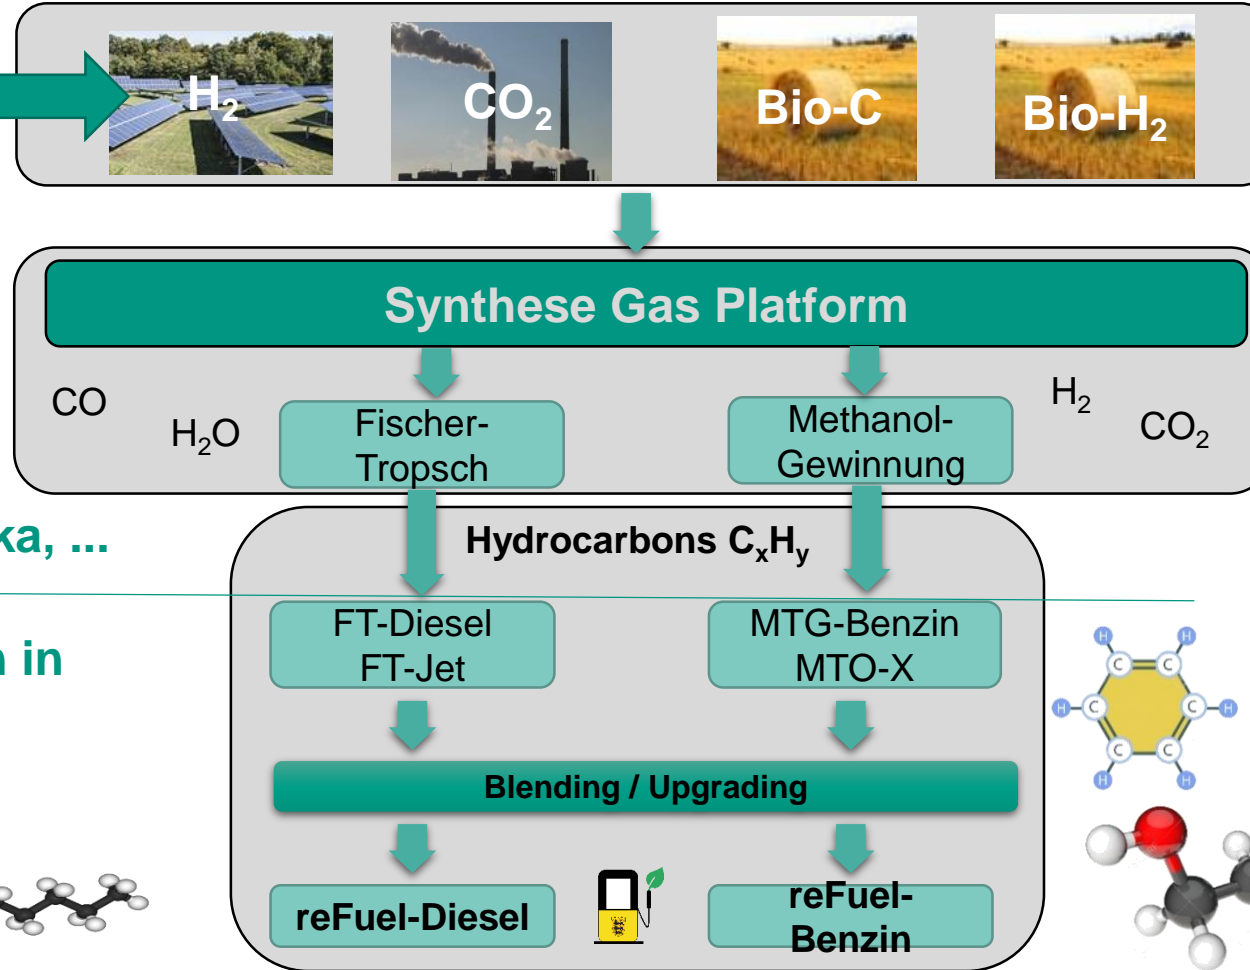 H₂
CO₂
Bio-C
Bio-H₂
Synthese Gas Platform
CO
H₂O
Fischer-
Tropsch
Methanol-
Gewinnung
H₂
CO₂
ka, ...
Hydrocarbons CₓHᵧ
n in
FT-Diesel
FT-Jet
MTG-Benzin
MTO-X
H
H
C
C
H
C
C
H
C
C
H
H
Blending / Upgrading
reFuel-Diesel
reFuel-
Benzin